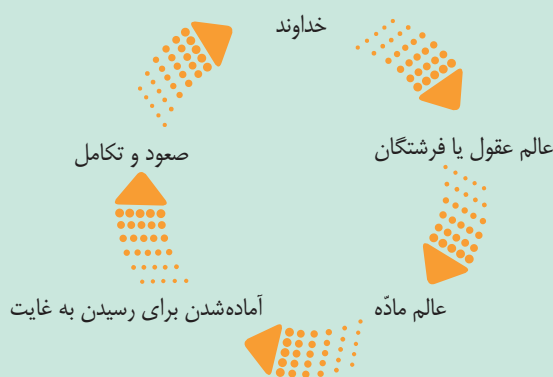 خداوند
عالم عقول یا فرشتگان
عالم مادّه
آماده‌شدن برای رسیدن به غایت
صعود و تکامل